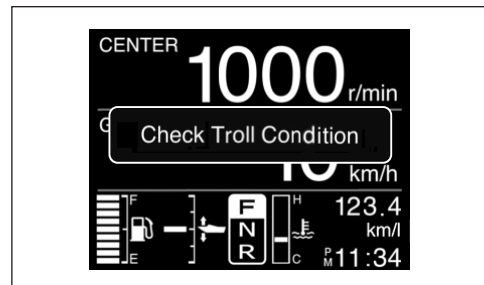 CENTER
1000 r/min
G
Check Troll Condition
km/h
F
E
F
N
R
H
C
123.4
km/l
PM 11:34